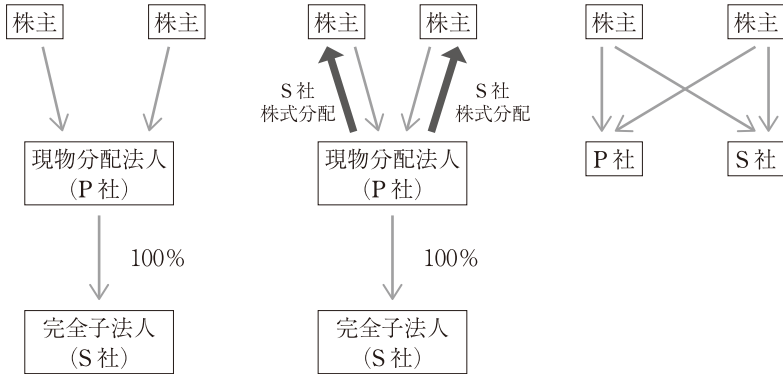 株主
株主
現物分配法人
（P社）
100%
完全子法人
（S社）
株主
株主
S社
株式分配
S社
株式分配
現物分配法人
（P社）
100%
完全子法人
（S社）
株主
株主
P社
S社